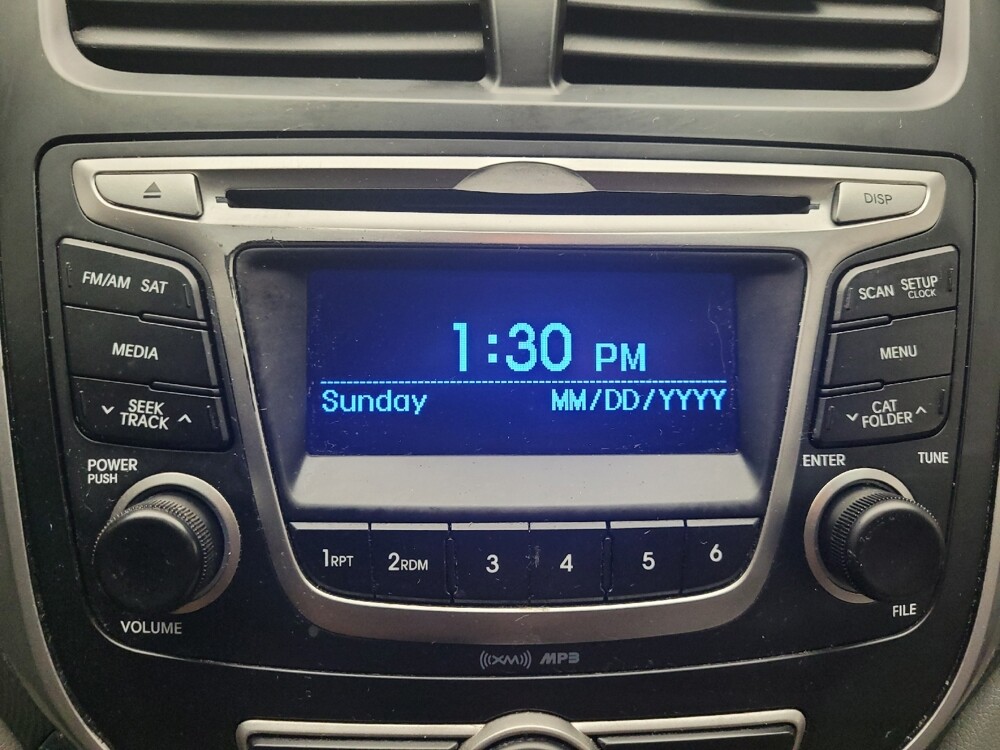 DISP
FM/AM SAT
SCAN SETUP
CLOCK
1:30 PM
MEDIA
MENU
Sunday MM/DD/YYYY
SEEK
TRACK
CAT
FOLDER
POWER
PUSH
ENTER
TUNE
1RPT
2RDM
3
4
5
6
VOLUME
FILE
((XM)) MP3